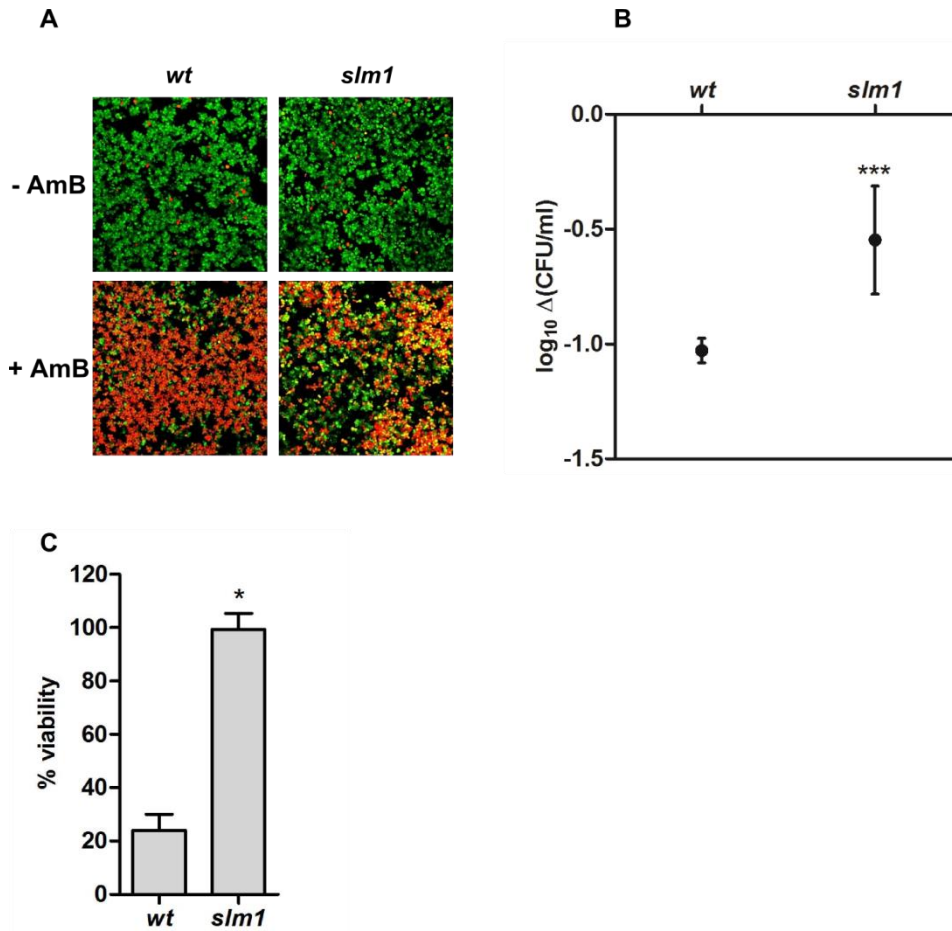 A
wt slm1
- AmB
+ AmB
B
wt slm1
0.0
***
-0.5
-1.0
-1.5
log₁₀ Δ(CFU/ml)
C
120
*
100
80
60
40
20
0
% viability
wt slm1